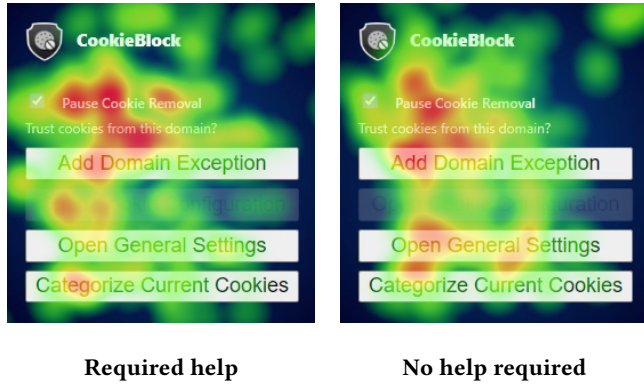 CookieBlock
Pause Cookie Removal
Trust cookies from this domain?
Add Domain Exception
Configuration
Open General Settings
Categorize Current Cookies
Required help
CookieBlock
Pause Cookie Removal
Trust cookies from this domain?
Add Domain Exception
Open General Settings
Categorize Current Cookies
No help required